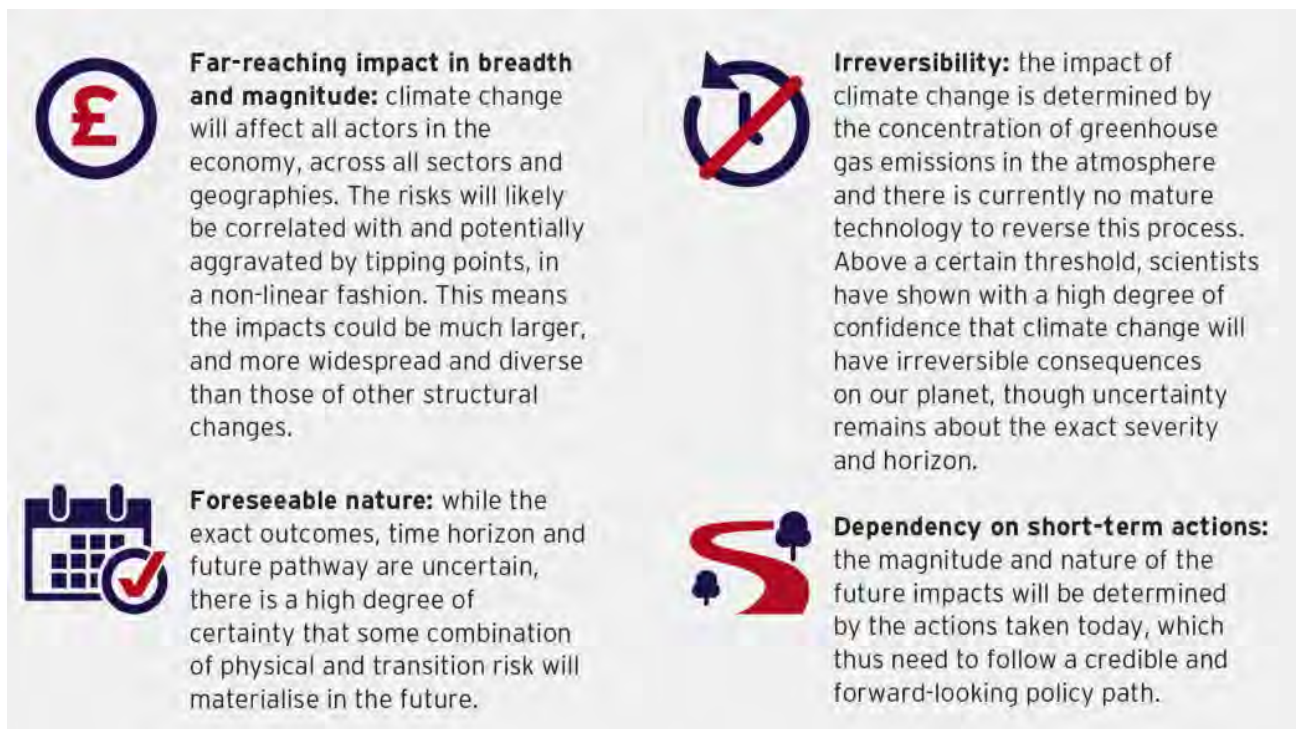 £
Far-reaching impact in breadth
and magnitude: climate change
will affect all actors in the
economy, across all sectors and
geographies. The risks will likely
be correlated with and potentially
aggravated by tipping points, in
a non-linear fashion. This means
the impacts could be much larger,
and more widespread and diverse
than those of other structural
changes.
Foreseeable nature: while the
exact outcomes, time horizon and
future pathway are uncertain,
there is a high degree of
certainty that some combination
of physical and transition risk will
materialise in the future.
Irreversibility: the impact of
climate change is determined by
the concentration of greenhouse
gas emissions in the atmosphere
and there is currently no mature
technology to reverse this process.
Above a certain threshold, scientists
have shown with a high degree of
confidence that climate change will
have irreversible consequences
on our planet, though uncertainty
remains about the exact severity
and horizon.
Dependency on short-term actions:
the magnitude and nature of the
future impacts will be determined
by the actions taken today, which
thus need to follow a credible and
forward-looking policy path.